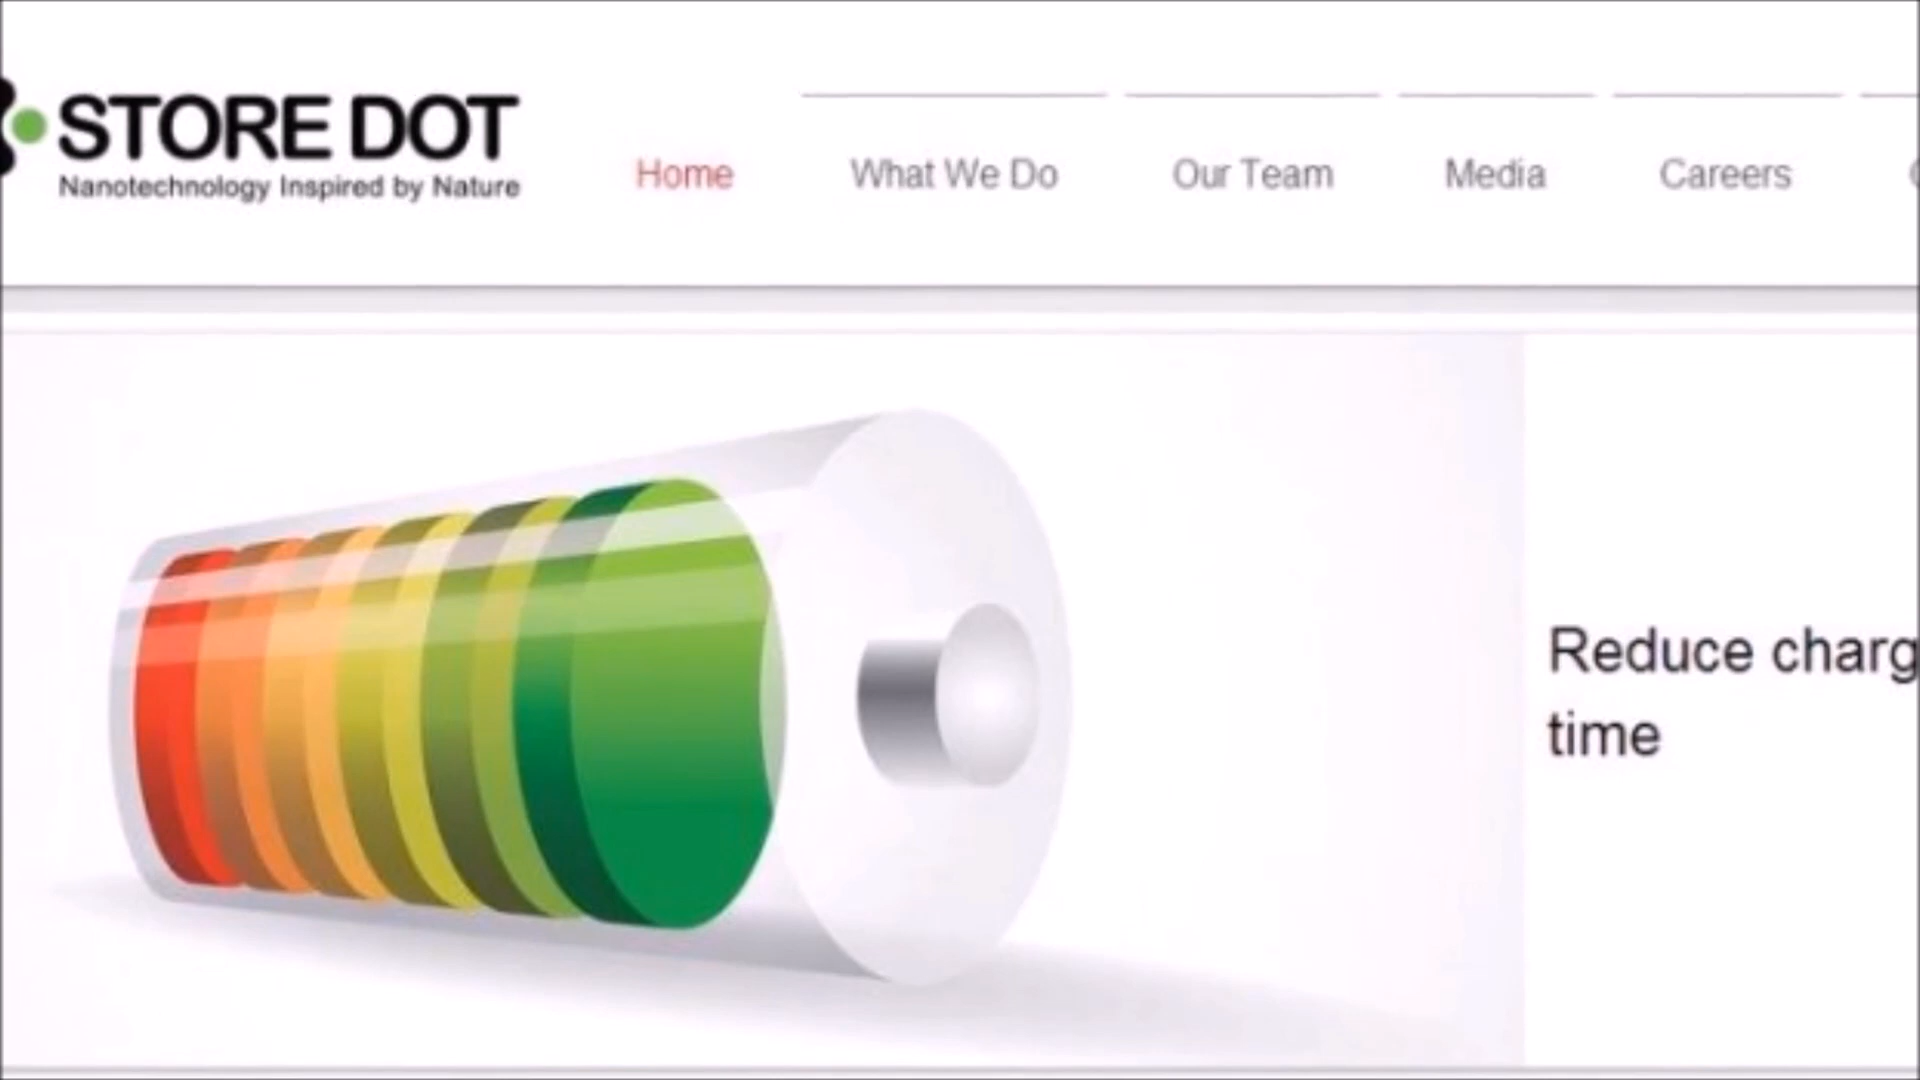 STORE DOT
Nanotechnology Inspired by Nature
Home What We Do Our Team Media Careers
Reduce charg
time